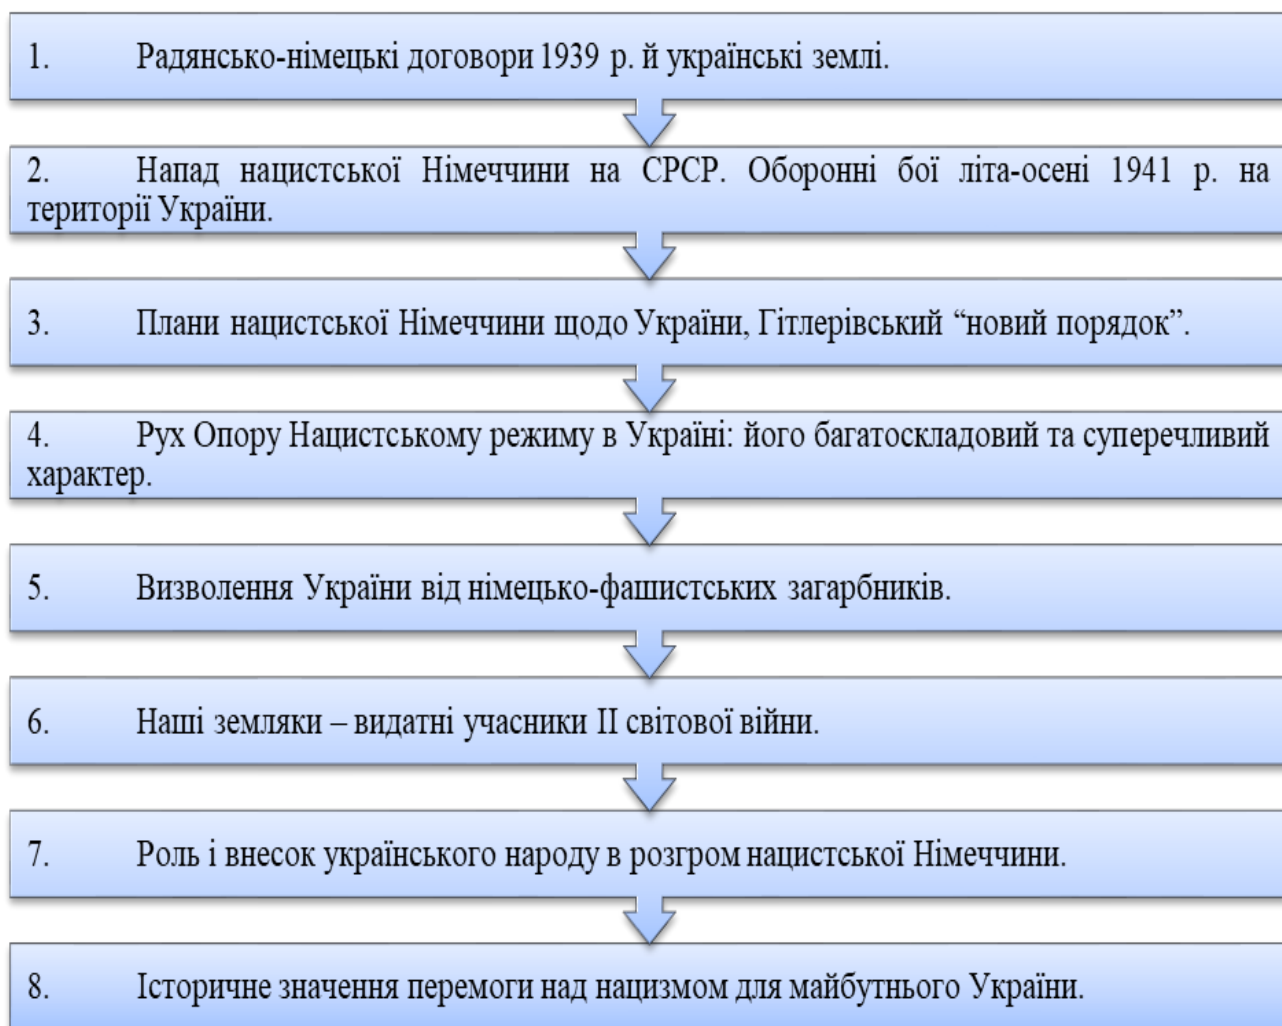 1. Радянсько-німецькі договори 1939 р. й українські землі.
2. Напад нацистської Німеччини на СРСР. Оборонні бої літа-осені 1941 р. на
території України.
3. Плани нацистської Німеччини щодо України, Гітлерівський “новий порядок”.
4. Рух Опору Нацистському режиму в Україні: його багатоскладовий та суперечливий
характер.
5. Визволення України від німецько-фашистських загарбників.
6. Наші земляки – видатні учасники ІІ світової війни.
7. Роль і внесок українського народу в розгром нацистської Німеччини.
8. Історичне значення перемоги над нацизмом для майбутнього України.